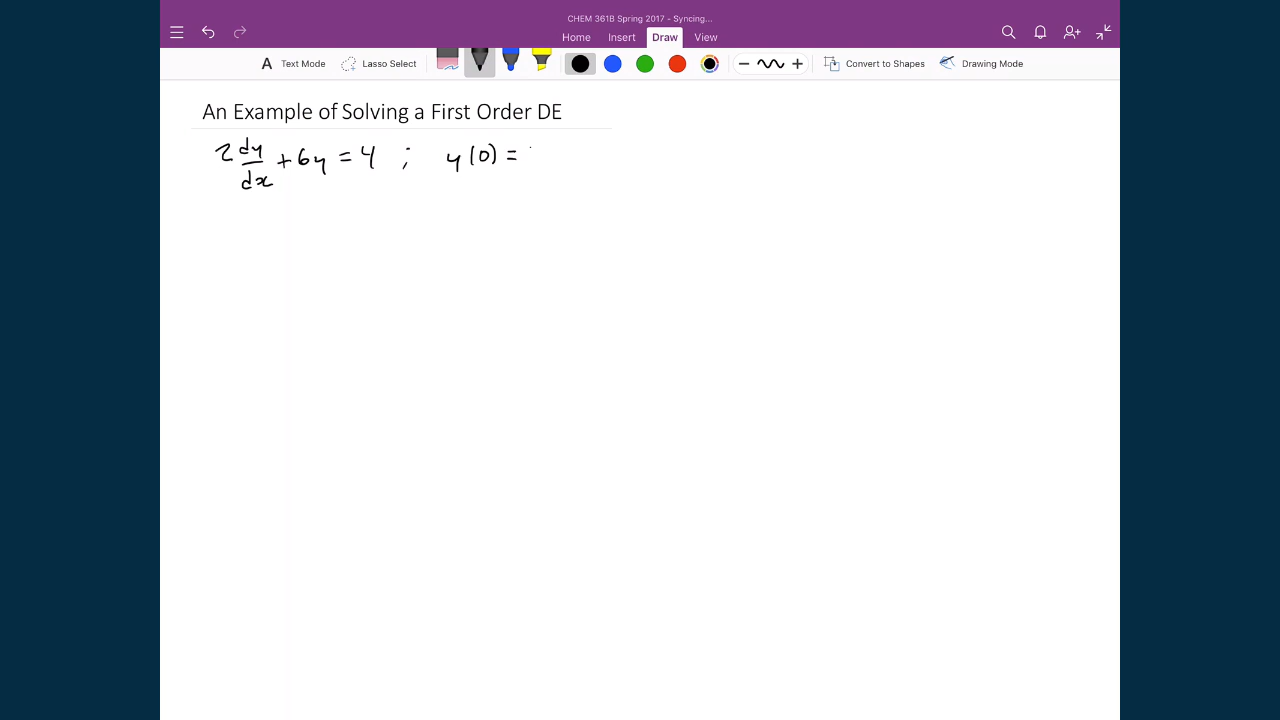 CHEM 361B Spring 2017 - Syncing...
Home Insert Draw View
A Text Mode Lasso Select Convert to Shapes Drawing Mode
An Example of Solving a First Order DE
2 dy/dx + 6y = 4 ; y(0) =